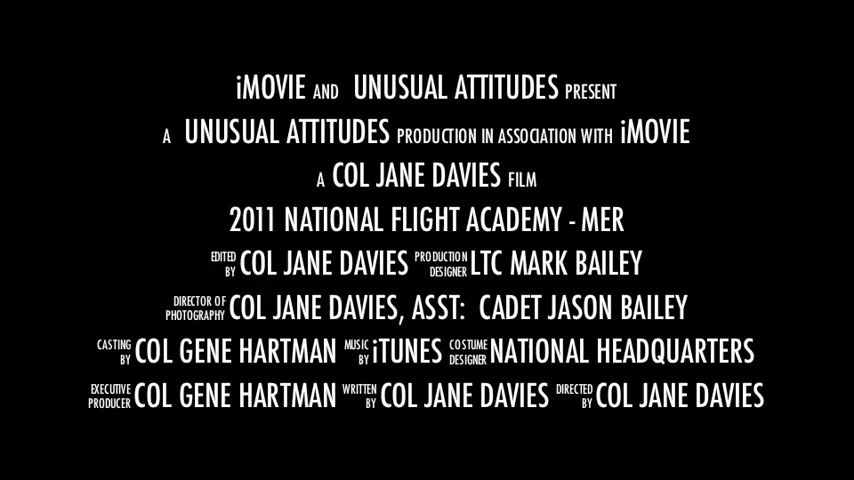 iMOVIE AND UNUSUAL ATTITUDES PRESENT
A UNUSUAL ATTITUDES PRODUCTION IN ASSOCIATION WITH iMOVIE
A COL JANE DAVIES FILM
2011 NATIONAL FLIGHT ACADEMY - MER
EDITED BY COL JANE DAVIES PRODUCTION DESIGNER LTC MARK BAILEY
DIRECTOR OF PHOTOGRAPHY COL JANE DAVIES, ASST: CADET JASON BAILEY
CASTING BY COL GENE HARTMAN MUSIC BY iTUNES COSTUME DESIGNER NATIONAL HEADQUARTERS
EXECUTIVE PRODUCER COL GENE HARTMAN WRITTEN BY COL JANE DAVIES DIRECTED BY COL JANE DAVIES